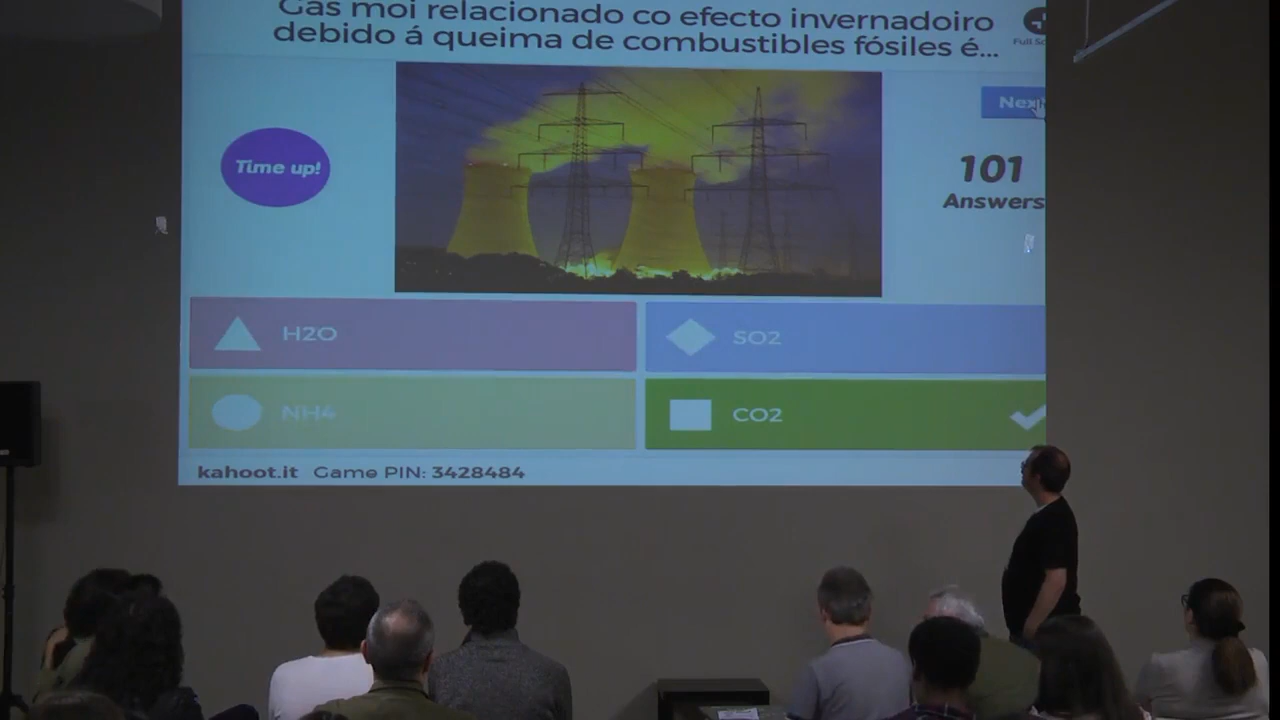 Gas moi relacionado co efecto invernadoiro
debido á queima de combustibles fósiles é...
Time up!
Next
101
Answers
H2O
SO2
NH4
CO2
kahoot.it Game PIN: 3428484